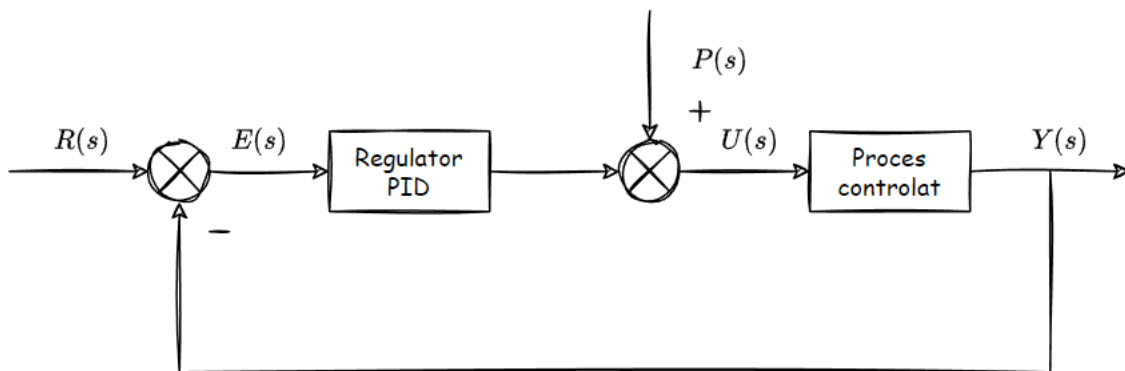 P(s)
+
R(s)
E(s)
Regulator
PID
U(s)
Proces
controlat
Y(s)
−